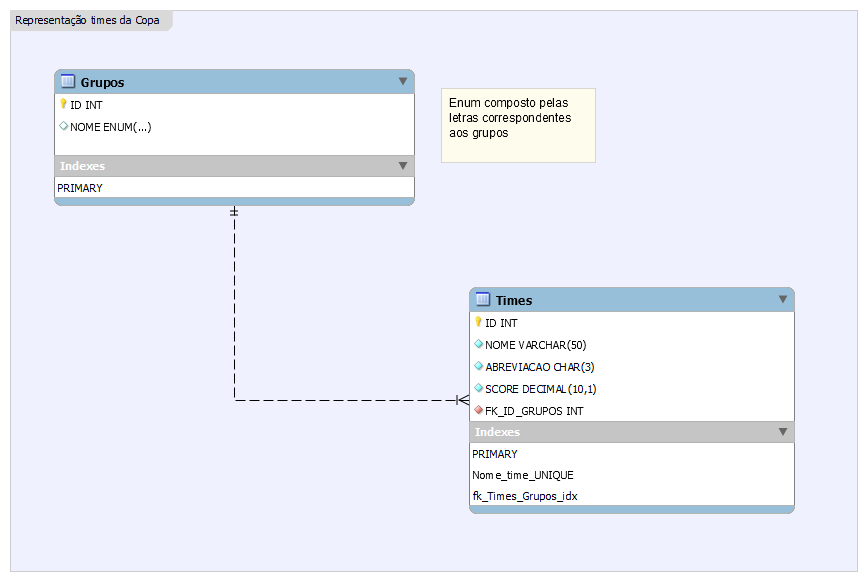 Representação times da Copa
Grupos
ID INT
NOME ENUM(...)
Indexes
PRIMARY
Enum composto pelas
letras correspondentes
aos grupos
Times
ID INT
NOME VARCHAR(50)
ABREVIACAO CHAR(3)
SCORE DECIMAL(10,1)
FK_ID_GRUPOS INT
Indexes
PRIMARY
Nome_time_UNIQUE
fk_Times_Grupos_idx